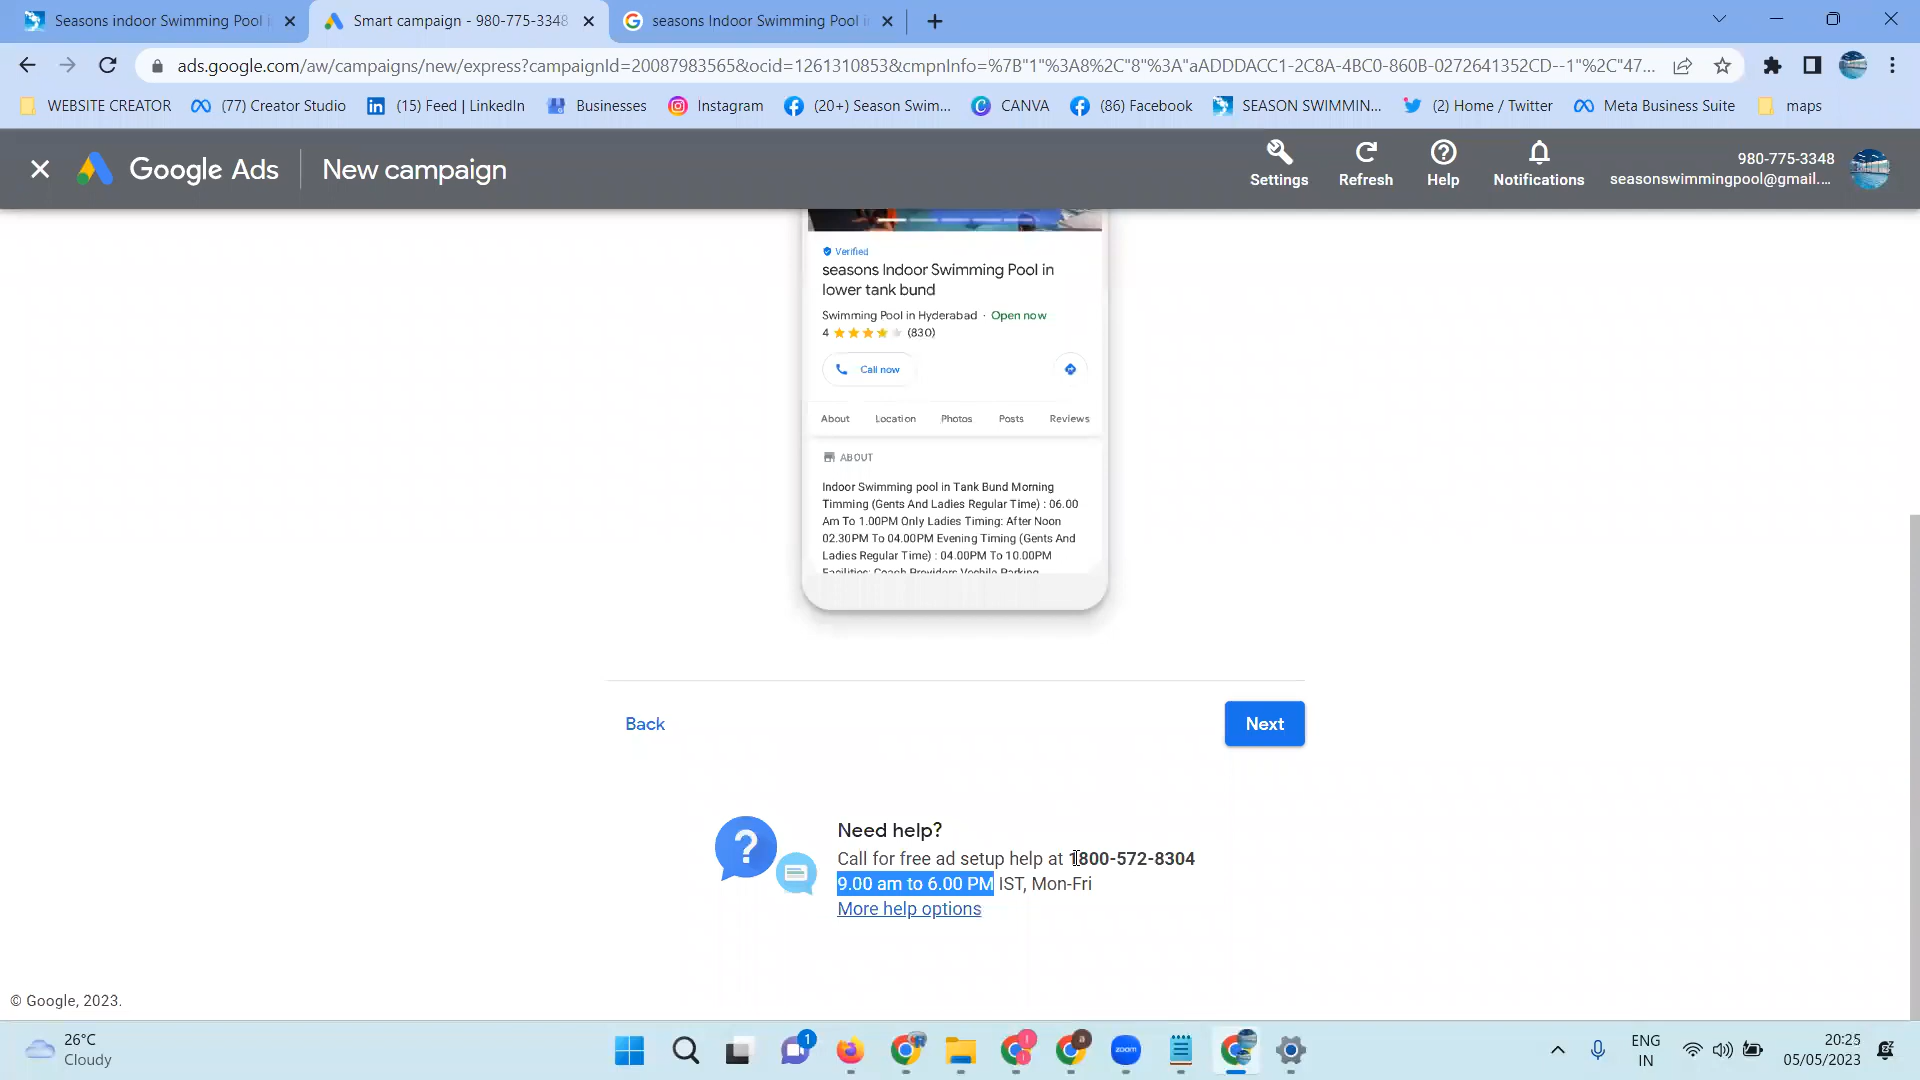 Seasons indoor Swimming Pool i
Smart campaign - 980-775-3348
seasons Indoor Swimming Pool i
ads.google.com/aw/campaigns/new/express?campaignId=20087983565&ocid=1261310853&cmpnInfo=%7B"1"%3A8%2C"8"%3A"aADDDACC1-2C8A-4BC0-860B-0272641352CD--1"%2C"47...
WEBSITE CREATOR
(77) Creator Studio
(15) Feed | LinkedIn
Businesses
Instagram
(20+) Season Swim...
CANVA
(86) Facebook
SEASON SWIMMIN...
(2) Home / Twitter
Meta Business Suite
maps
Google Ads
New campaign
Settings
Refresh
Help
Notifications
980-775-3348
seasonswimmingpool@gmail....
Verified
seasons Indoor Swimming Pool in
lower tank bund
Swimming Pool in Hyderabad · Open now
4 (830)
Call now
About
Location
Photos
Posts
Reviews
ABOUT
Indoor Swimming pool in Tank Bund Morning
Timming (Gents And Ladies Regular Time) : 06.00
Am To 1.00PM Only Ladies Timing: After Noon
02.30PM To 04.00PM Evening Timing (Gents And
Ladies Regular Time) : 04.00PM To 10.00PM
Facilities: Coach Providers Vechile Parking
Back
Next
Need help?
Call for free ad setup help at 1800-572-8304
9.00 am to 6.00 PM IST, Mon-Fri
More help options
© Google, 2023.
26°C
Cloudy
1
zoom
a
ENG
IN
20:25
05/05/2023